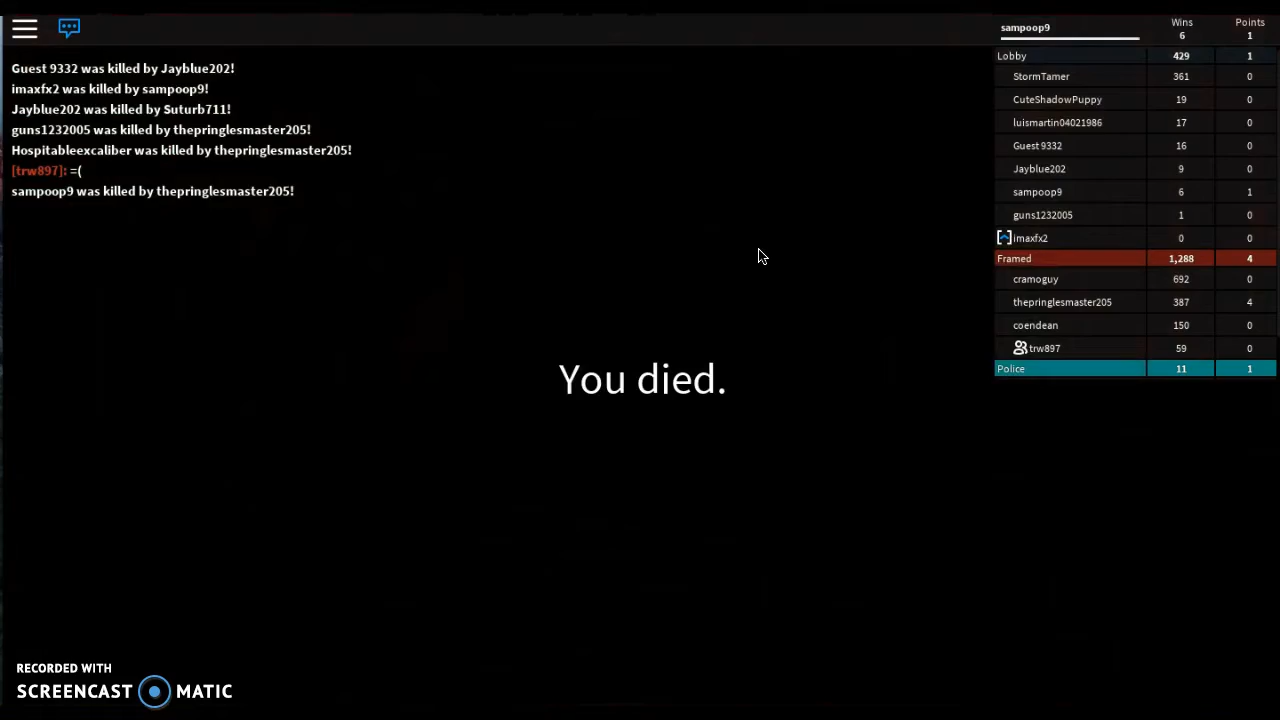 Guest 9332 was killed by Jayblue202!
imaxfx2 was killed by sampoop9!
Jayblue202 was killed by Suturb711!
guns1232005 was killed by thepringlesmaster205!
Hospitableexcaliber was killed by thepringlesmaster205!
[trw897]: =(
sampoop9 was killed by thepringlesmaster205!
You died.
sampoop9 Wins 6 Points 1
Lobby 429 1
StormTamer 361 0
CuteShadowPuppy 19 0
luismartin04021986 17 0
Guest 9332 16 0
Jayblue202 9 0
sampoop9 6 1
guns1232005 1 0
imaxfx2 0 0
Framed 1,288 4
cramoguy 692 0
thepringlesmaster205 387 4
coendean 150 0
trw897 59 0
Police 11 1
RECORDED WITH
SCREENCAST MATIC